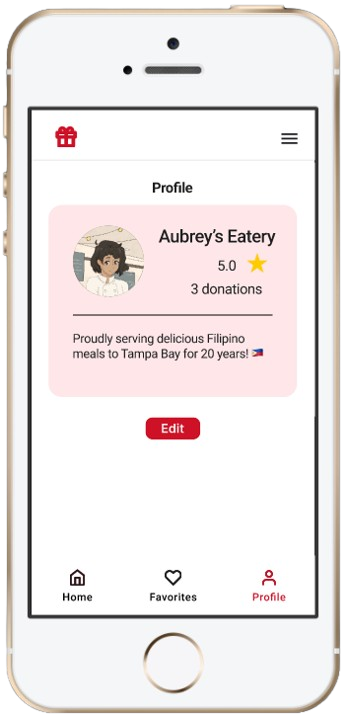 Profile
Aubrey's Eatery
5.0
3 donations
Proudly serving delicious Filipino
meals to Tampa Bay for 20 years! 🇵🇭
Edit
Home Favorites Profile